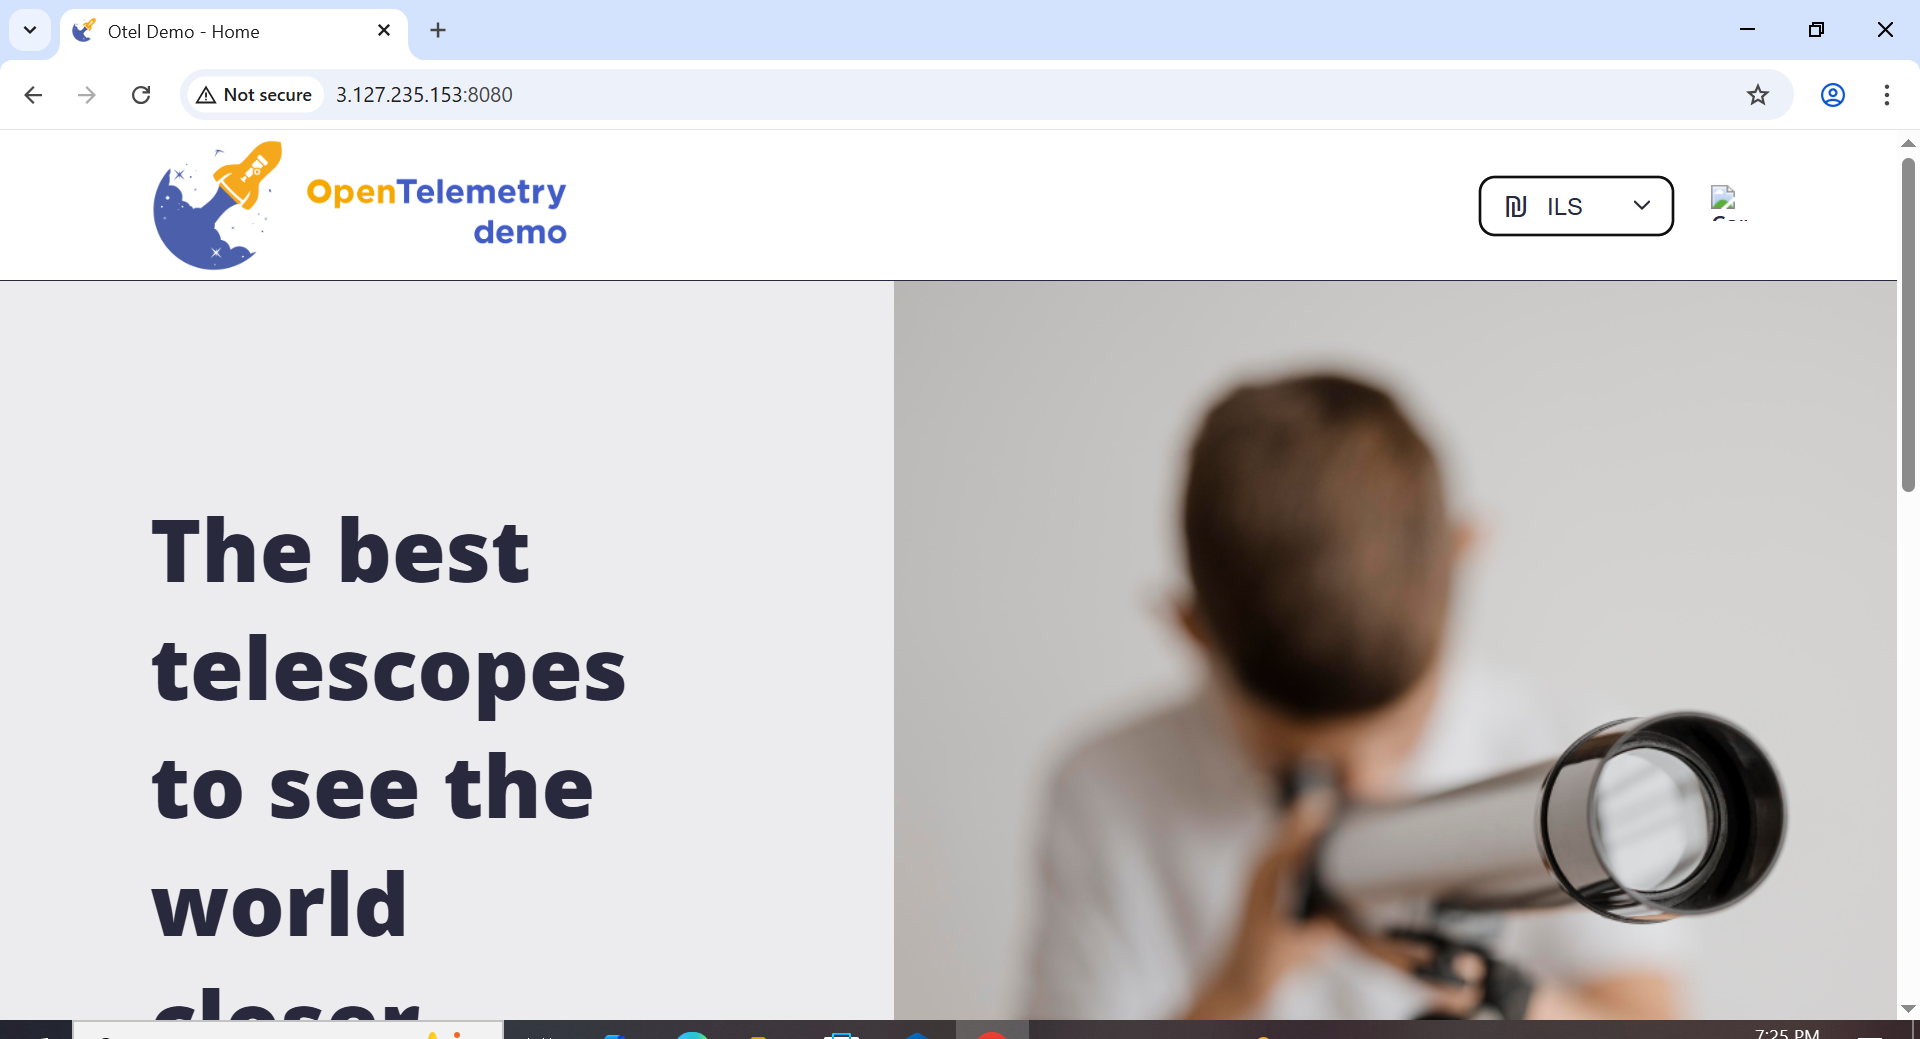 Otel Demo - Home
Not secure
3.127.235.153:8080
OpenTelemetry
demo
ILS
The best
telescopes
to see the
world
closer
7:25 PM